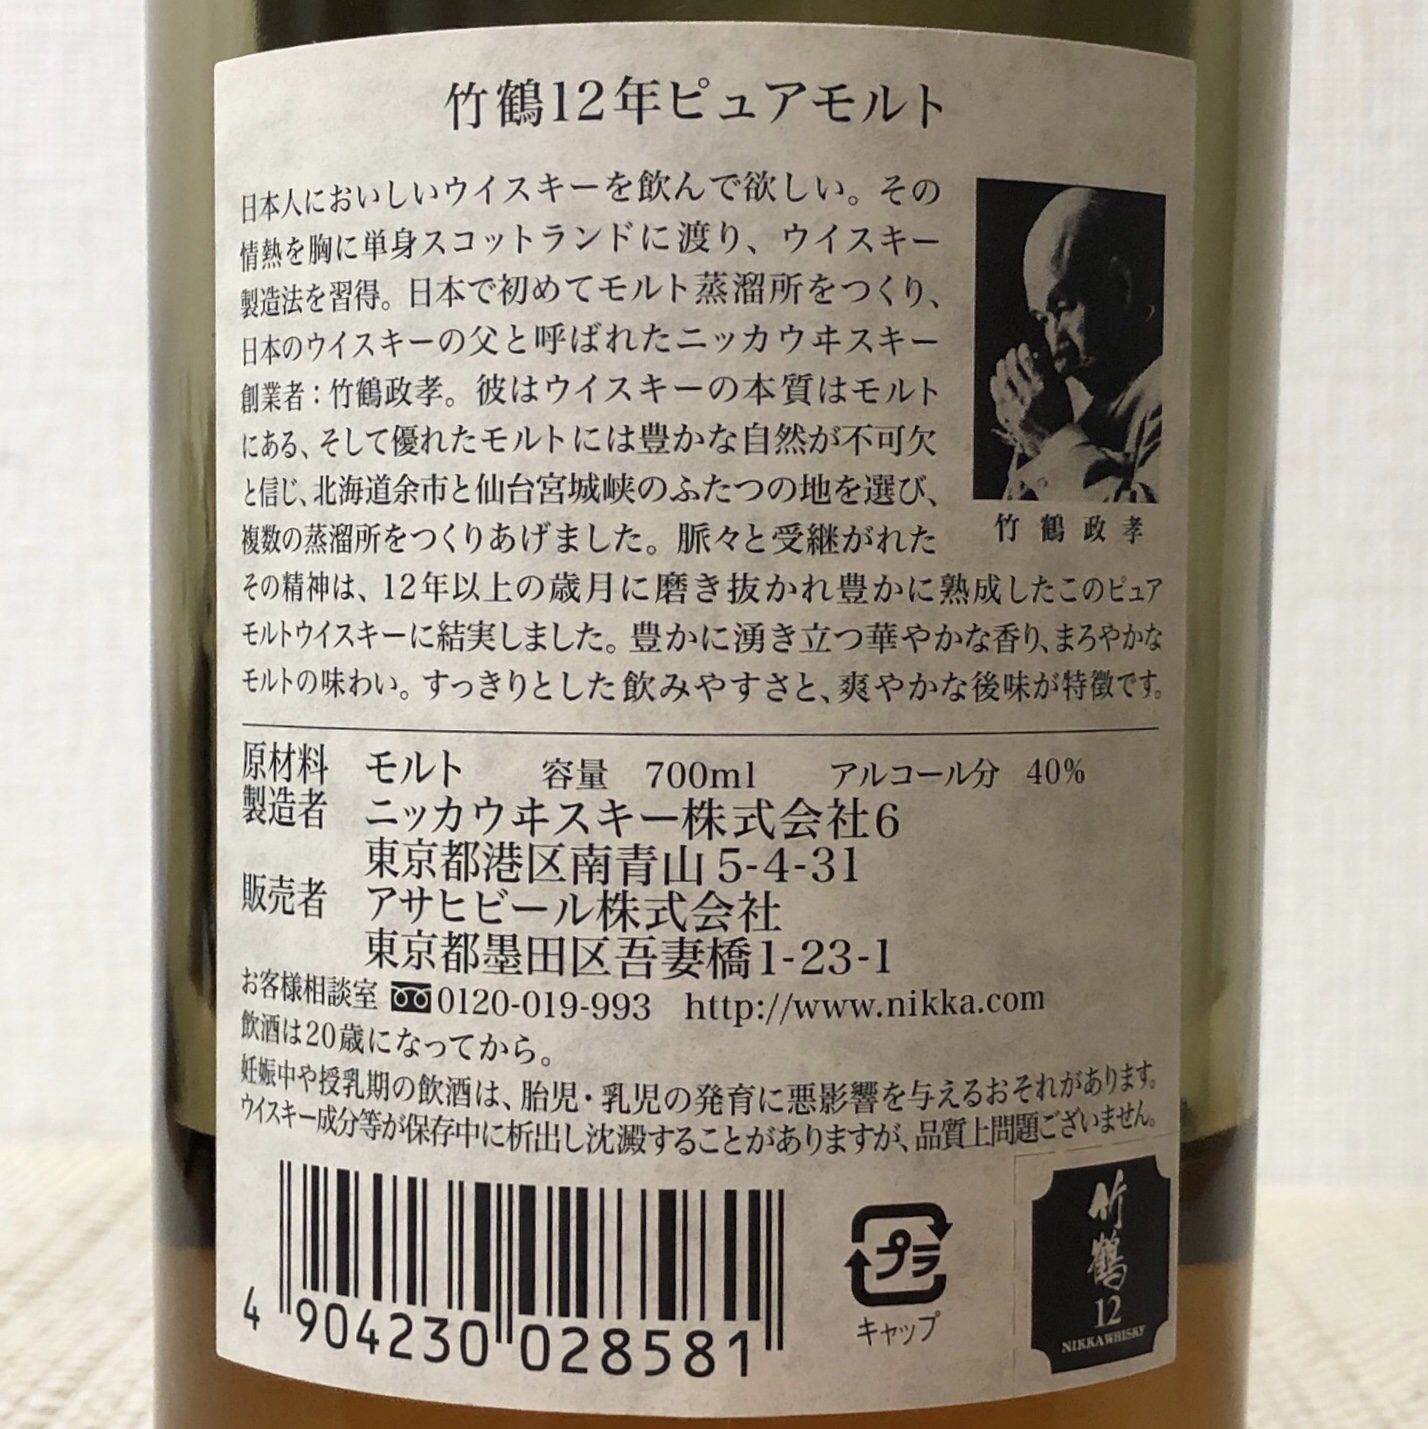 竹鶴12年ピュアモルト
日本人においしいウイスキーを飲んで欲しい。その
情熱を胸に単身スコットランドに渡り、ウイスキー
製造法を習得。日本で初めてモルト蒸溜所をつくり、
日本のウイスキーの父と呼ばれたニッカウヰスキー
創業者：竹鶴政孝。彼はウイスキーの本質はモルト
にある、そして優れたモルトには豊かな自然が不可欠
と信じ、北海道余市と仙台宮城峡のふたつの地を選び、
複数の蒸溜所をつくりあげました。脈々と受継がれた
竹鶴政孝
その精神は、12年以上の歳月に磨き抜かれ豊かに熟成したこのピュア
モルトウイスキーに結実しました。豊かに湧き立つ華やかな香り、まろやかな
モルトの味わい。すっきりとした飲みやすさと、爽やかな後味が特徴です。
原材料 モルト 容量 700ml アルコール分 40%
製造者 ニッカウヰスキー株式会社6
東京都港区南青山5-4-31
販売者 アサヒビール株式会社
東京都墨田区吾妻橋1-23-1
お客様相談室 0120-019-993 http://www.nikka.com
飲酒は20歳になってから。
妊娠中や授乳期の飲酒は、胎児・乳児の発育に悪影響を与えるおそれがあります。
ウイスキー成分等が保存中に析出し沈澱することがありますが、品質上問題ございません。
4 904230 028581
プラ
キャップ
竹鶴
12
NIKKA WHISKY